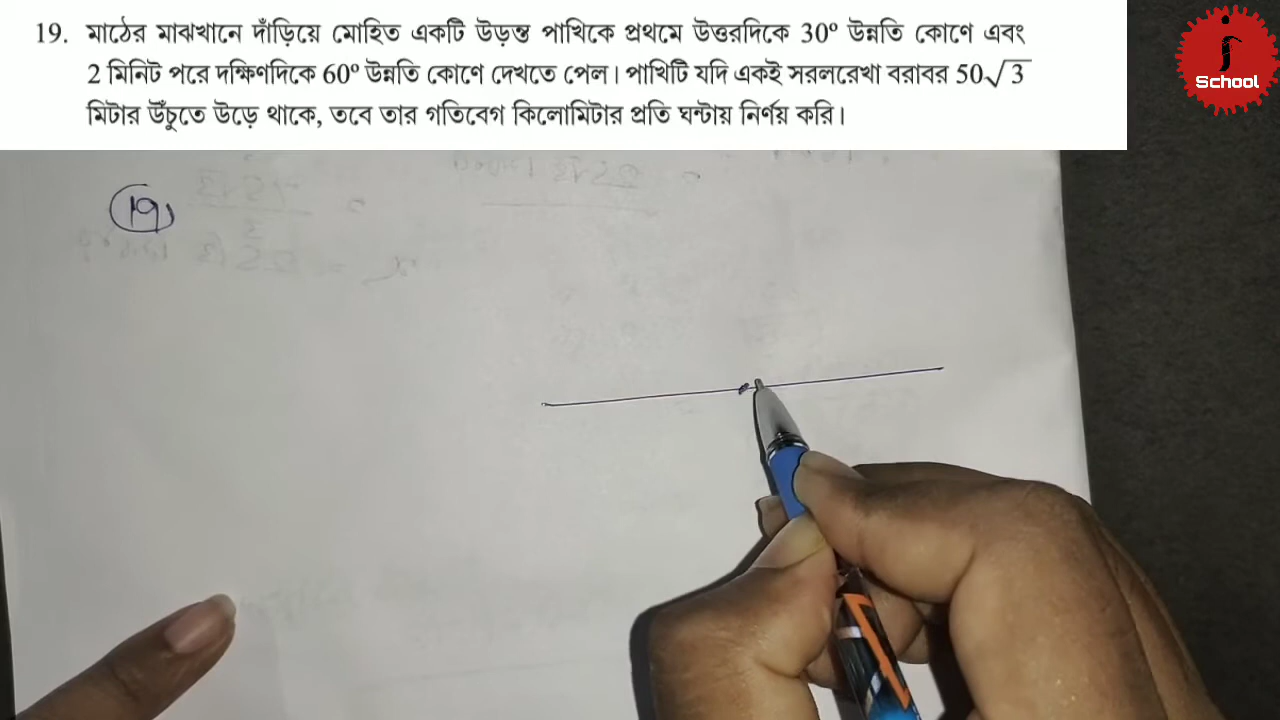 19. মাঠের মাঝখানে দাঁড়িয়ে মোহিত একটি উড়ন্ত পাখিকে প্রথমে উত্তরদিকে 30° উন্নতি কোণে এবং
2 মিনিট পরে দক্ষিণদিকে 60° উন্নতি কোণে দেখতে পেল। পাখিটি যদি একই সরলরেখা বরাবর 50√3
মিটার উঁচুতে উড়ে থাকে, তবে তার গতিবেগ কিলোমিটার প্রতি ঘন্টায় নির্ণয় করি।
School
19